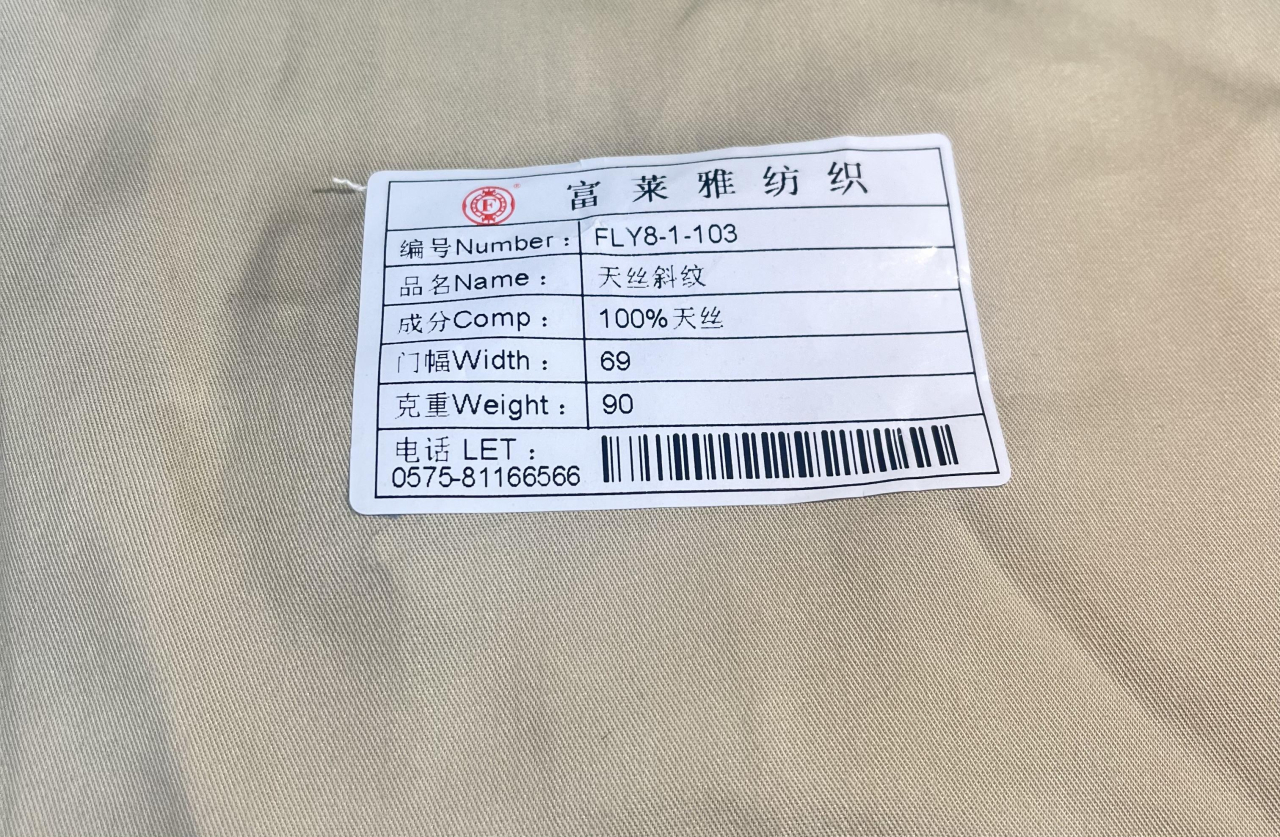 F ®
富莱雅纺织
编号Number： FLY8-1-103
品名Name： 天丝斜纹
成分Comp： 100%天丝
门幅Width： 69
克重Weight： 90
电话 LET：
0575-81166566